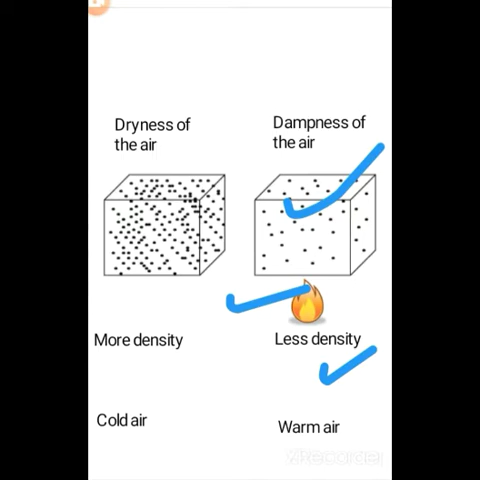 Dryness of
the air
Dampness of
the air
More density
Less density
Cold air
Warm air